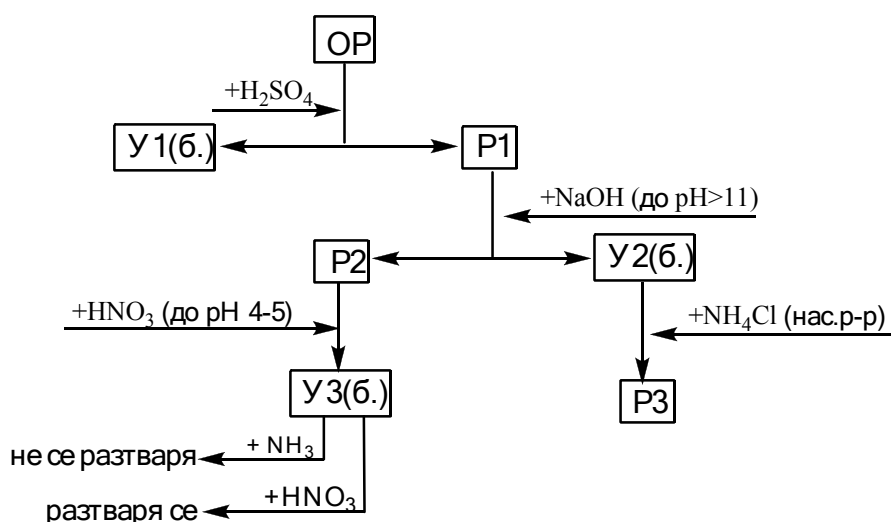 ОР
+H₂SO₄
У1(б.)
Р1
+NaOH (до pH>11)
Р2
У2(б.)
+HNO₃ (до pH 4-5)
+NH₄Cl (нас.р-р)
У3(б.)
Р3
не се разтваря
+ NH₃
разтваря се
+HNO₃